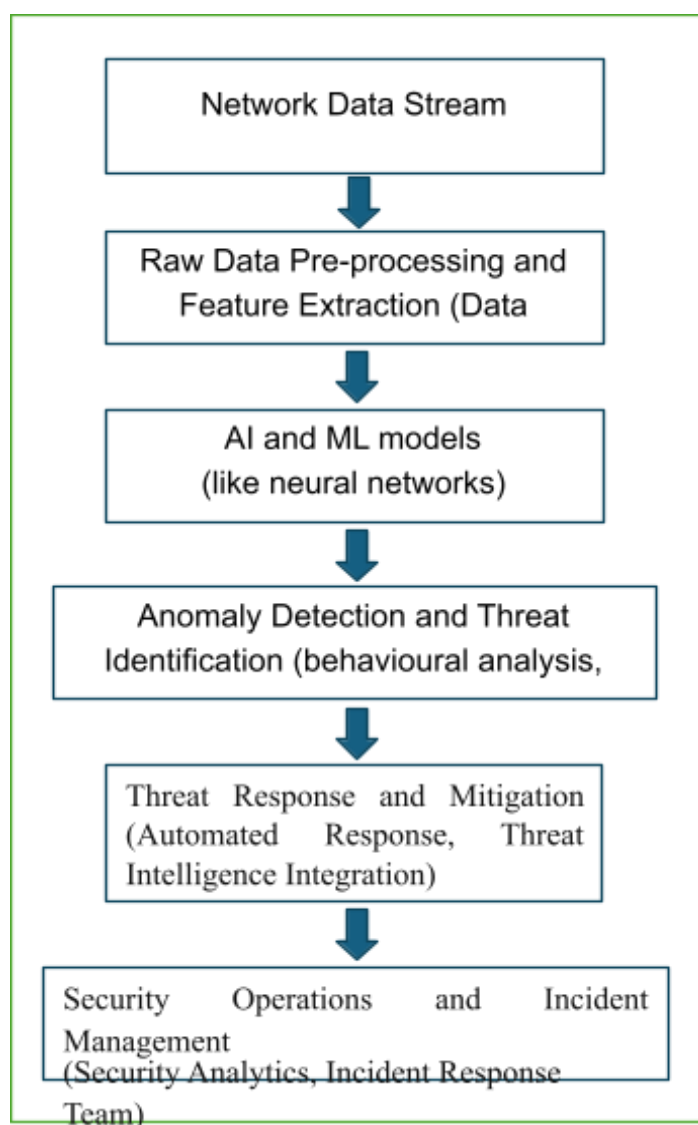 Network Data Stream
Raw Data Pre-processing and
Feature Extraction (Data
AI and ML models
(like neural networks)
Anomaly Detection and Threat
Identification (behavioural analysis,
Threat Response and Mitigation
(Automated Response, Threat
Intelligence Integration)
Security Operations and Incident
Management
(Security Analytics, Incident Response
Team)